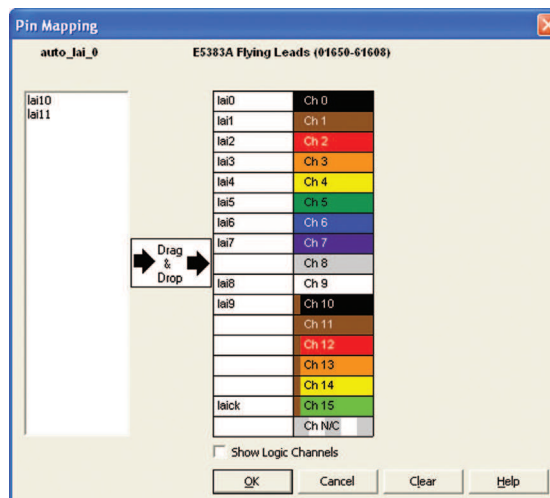 Pin Mapping
auto_lai_0
E5383A Flying Leads (01650-61608)
lai10
lai11
Drag
&
Drop
lai0 Ch 0
lai1 Ch 1
lai2 Ch 2
lai3 Ch 3
lai4 Ch 4
lai5 Ch 5
lai6 Ch 6
lai7 Ch 7
Ch 8
lai8 Ch 9
lai9 Ch 10
Ch 11
Ch 12
Ch 13
Ch 14
laick Ch 15
Ch N/C
Show Logic Channels
OK Cancel Clear Help